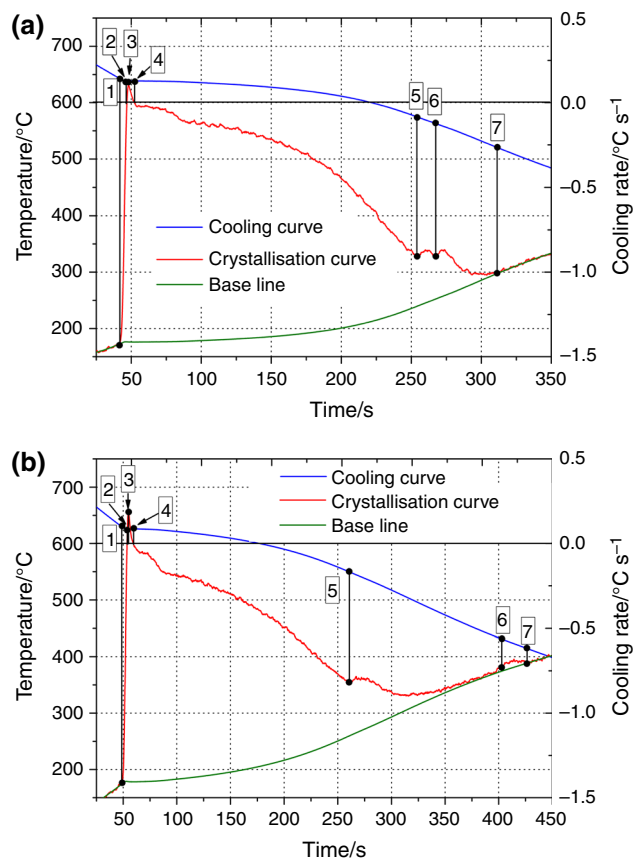 (a)
700
600
500
400
300
200
Temperature/°C
0.5
0.0
−0.5
−1.0
−1.5
Cooling rate/°C s⁻¹
1
2
3
4
5
6
7
Cooling curve
Crystallisation curve
Base line
50 100 150 200 250 300 350
Time/s
(b)
700
600
500
400
300
200
Temperature/°C
0.5
0.0
−0.5
−1.0
−1.5
Cooling rate/°C s⁻¹
1
2
3
4
5
6
7
Cooling curve
Crystallisation curve
Base line
50 100 150 200 250 300 350 400 450
Time/s